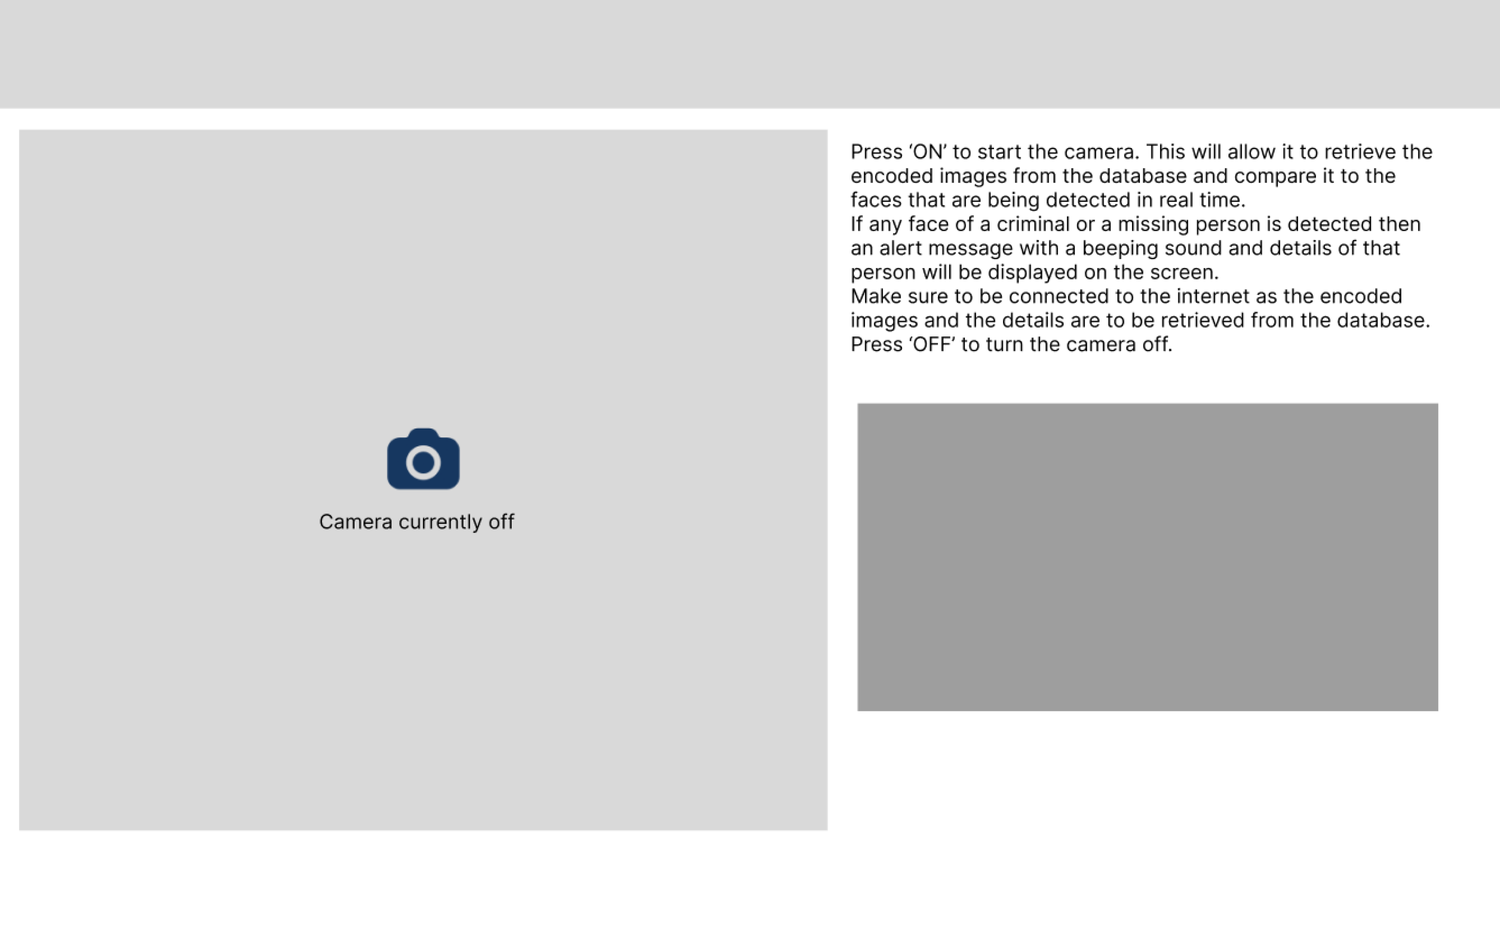 Press ‘ON’ to start the camera. This will allow it to retrieve the
encoded images from the database and compare it to the
faces that are being detected in real time.
If any face of a criminal or a missing person is detected then
an alert message with a beeping sound and details of that
person will be displayed on the screen.
Make sure to be connected to the internet as the encoded
images and the details are to be retrieved from the database.
Press ‘OFF’ to turn the camera off.
Camera currently off